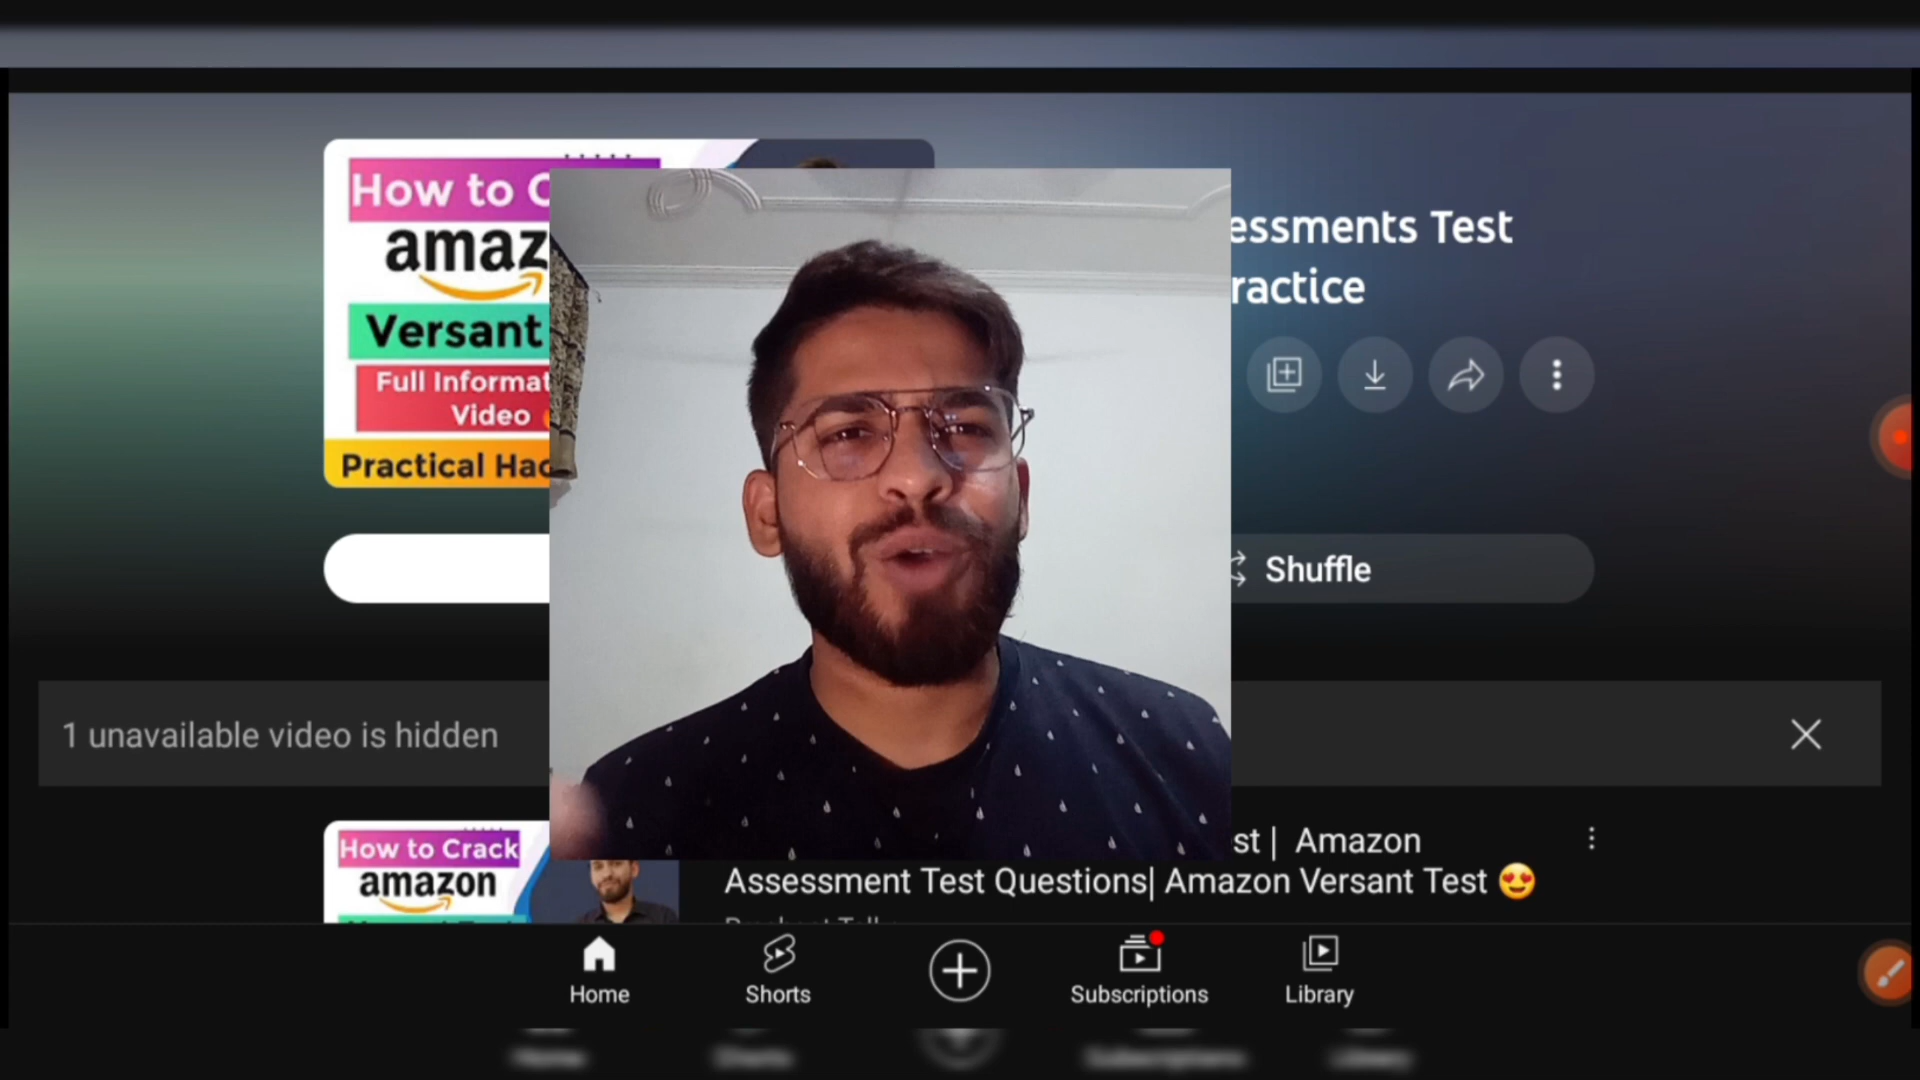 How to C
amaz
Versant
Full Informat
Video
Practical Hac
essments Test
ractice
Shuffle
1 unavailable video is hidden
How to Crack
amazon
st | Amazon
Assessment Test Questions| Amazon Versant Test 😍
Home
Shorts
Subscriptions
Library